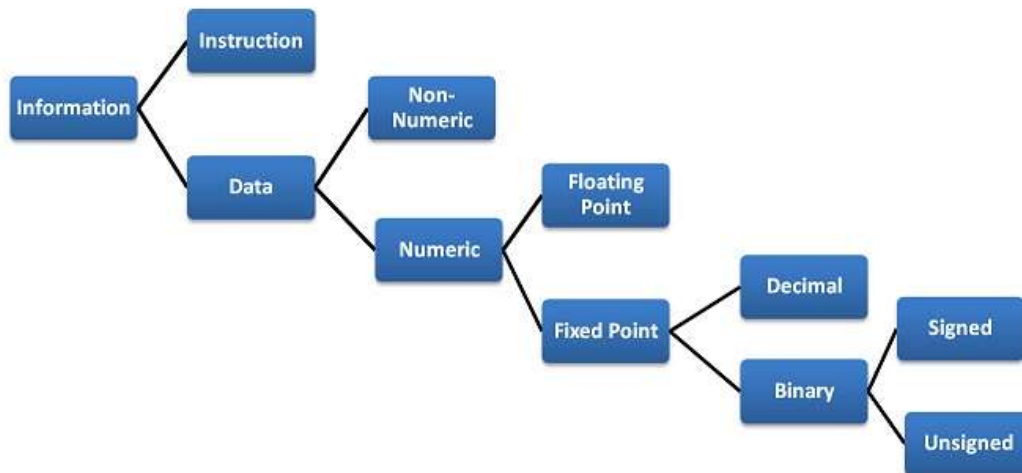 Instruction
Information
Non-
Numeric
Data
Floating
Point
Numeric
Decimal
Fixed Point
Signed
Binary
Unsigned